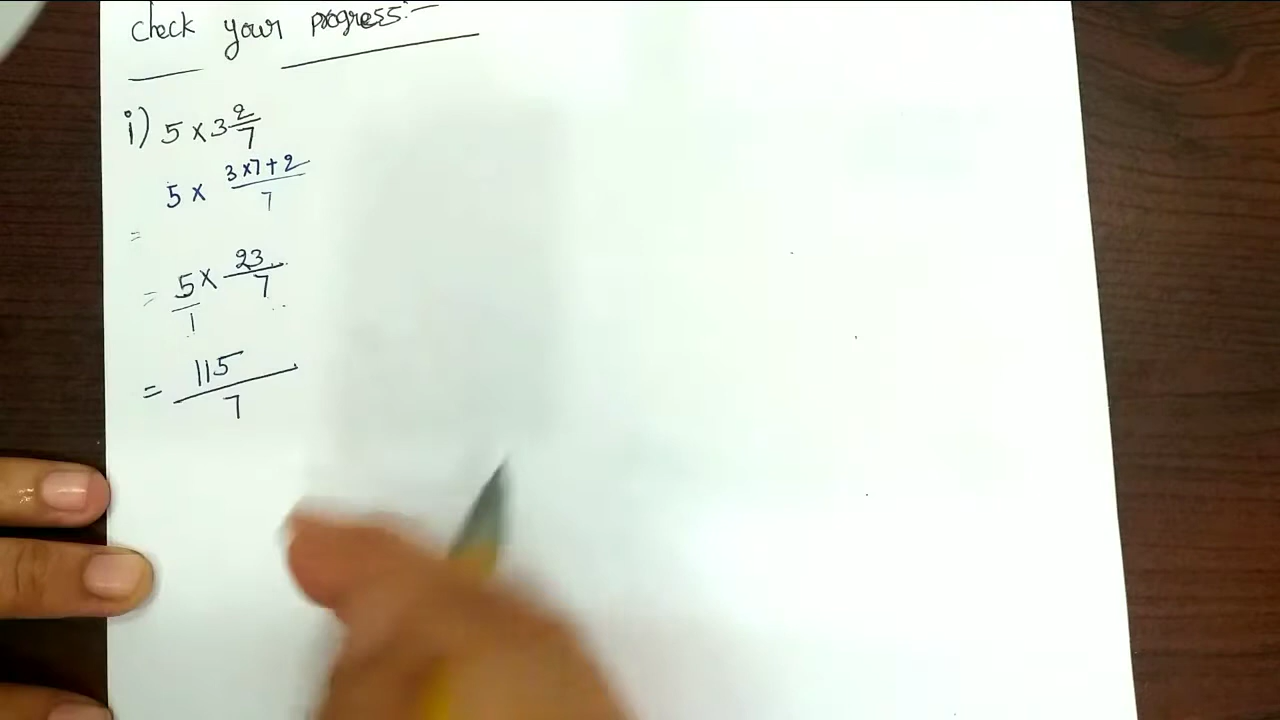 check your progress:-
i) 5 × 3 2/7
5 × 3×7+2/7
=
= 5/1 × 23/7
= 115/7